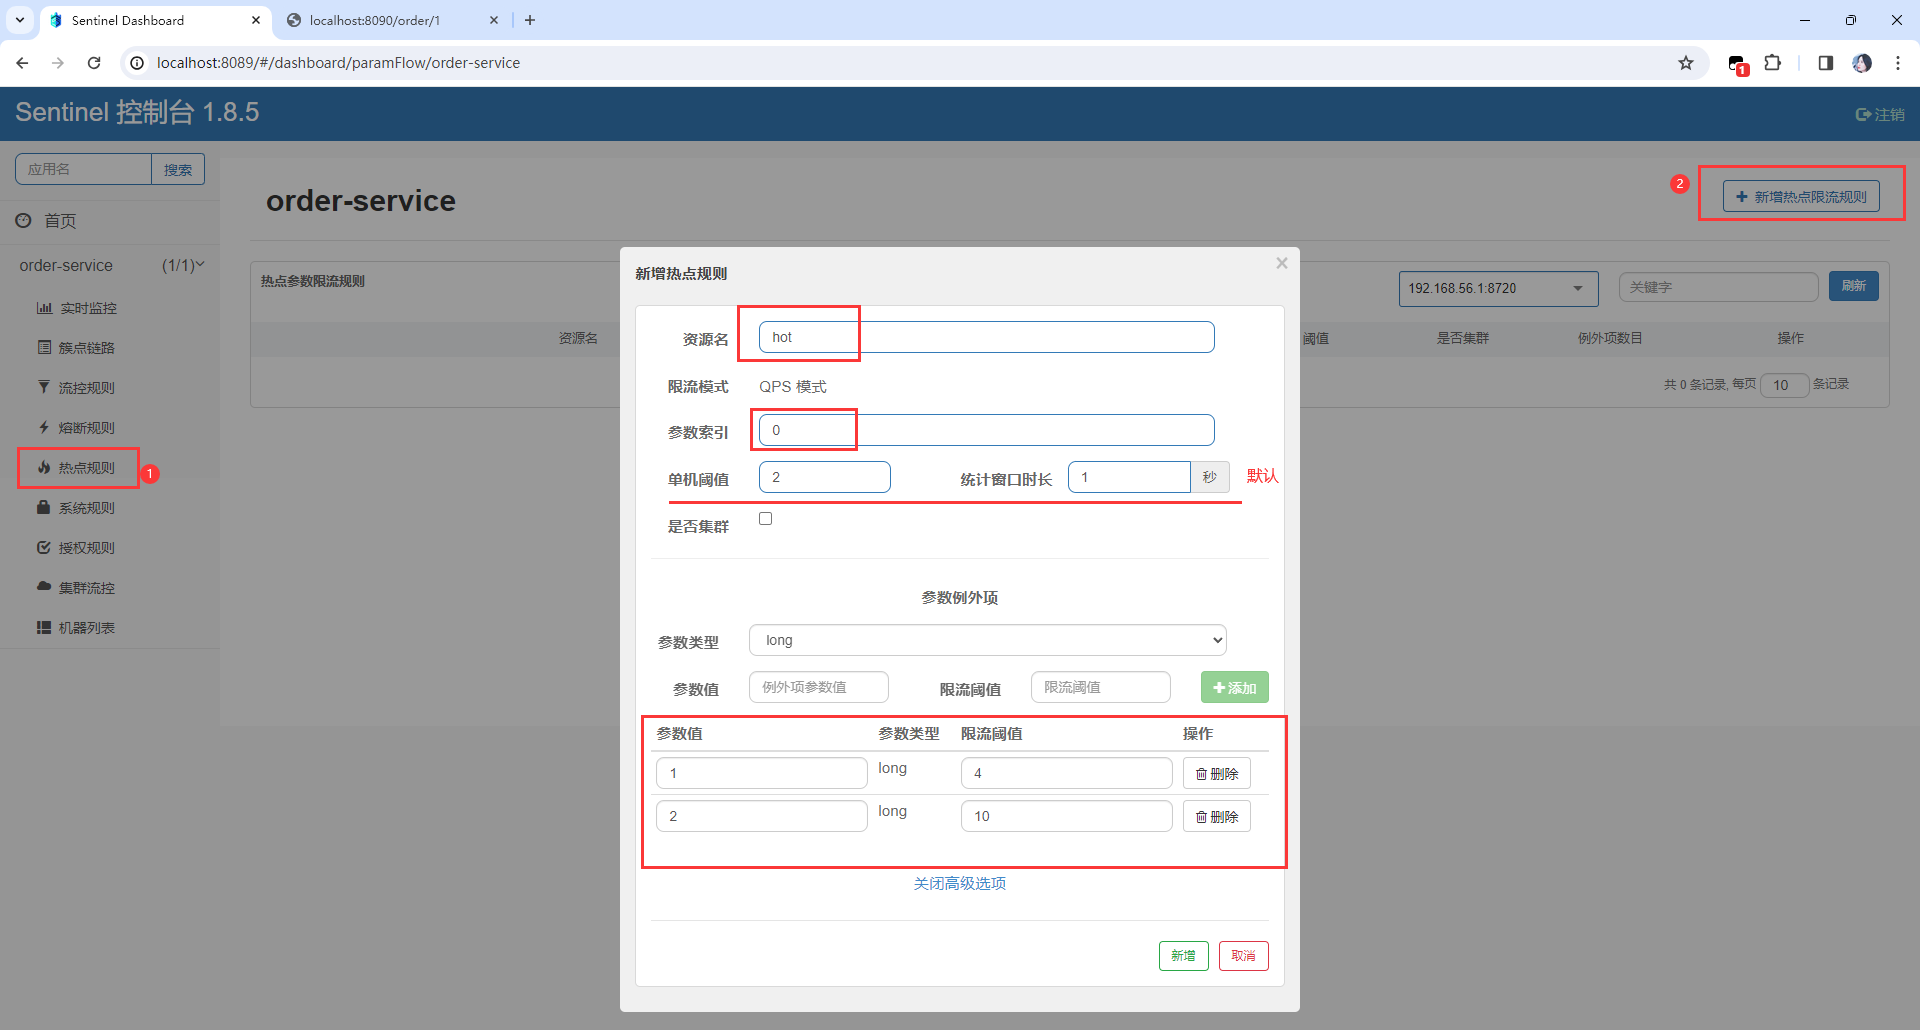 Sentinel Dashboard
localhost:8090/order/1
localhost:8089/#/dashboard/paramFlow/order-service
1
Sentinel 控制台 1.8.5
注销
应用名
搜索
首页
order-service (1/1)
实时监控
簇点链路
流控规则
熔断规则
热点规则
1
系统规则
授权规则
集群流控
机器列表
order-service
2
新增热点限流规则
热点参数限流规则
192.168.56.1:8720
关键字
刷新
资源名
阈值
是否集群
例外项数目
操作
共 0 条记录, 每页 10 条记录
新增热点规则
×
资源名 hot
限流模式 QPS 模式
参数索引 0
单机阈值 2 统计窗口时长 1 秒 默认
是否集群
参数例外项
参数类型 long
参数值 例外项参数值 限流阈值 限流阈值 添加
参数值 参数类型 限流阈值 操作
1 long 4 删除
2 long 10 删除
关闭高级选项
新增 取消